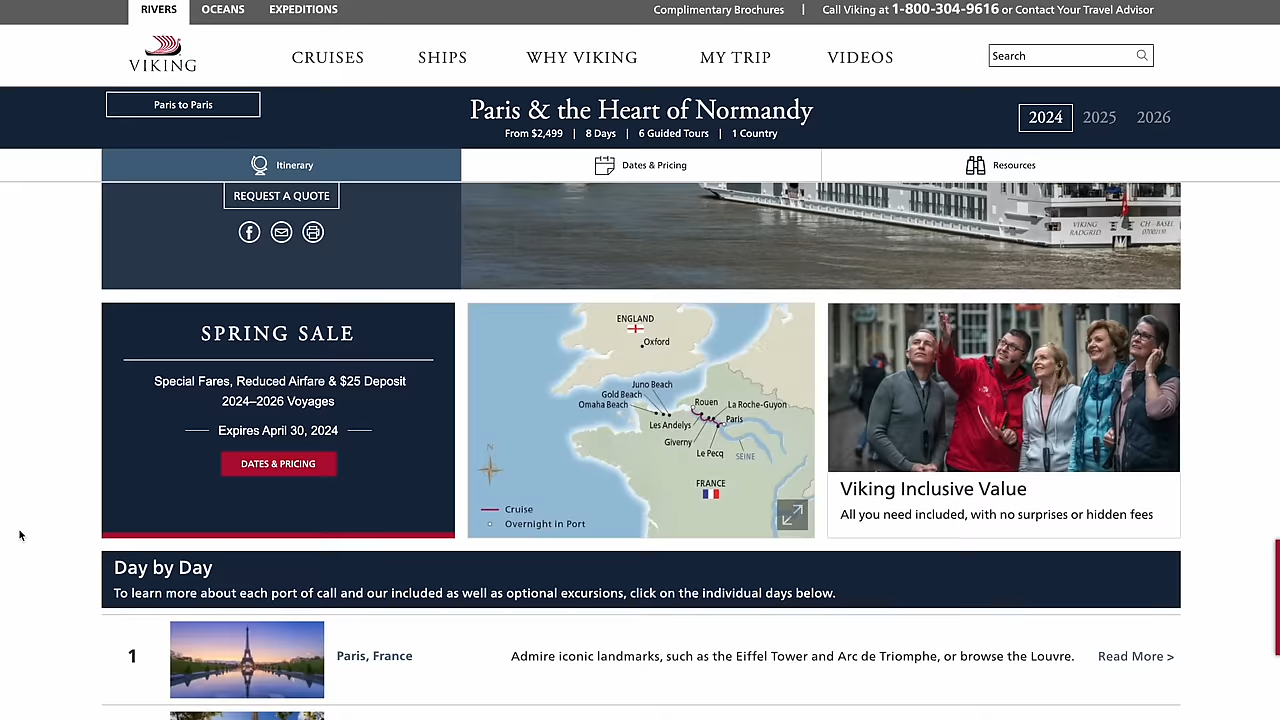 RIVERS OCEANS EXPEDITIONS Complimentary Brochures | Call Viking at 1-800-304-9616 or Contact Your Travel Advisor
VIKING
CRUISES SHIPS WHY VIKING MY TRIP VIDEOS Search
Paris to Paris
Paris & the Heart of Normandy
2024 2025 2026
From $2,499 | 8 Days | 6 Guided Tours | 1 Country
Itinerary Dates & Pricing Resources
REQUEST A QUOTE
VIKING RADGRID
CH-BASEL
SPRING SALE
Special Fares, Reduced Airfare & $25 Deposit
2024–2026 Voyages
Expires April 30, 2024
DATES & PRICING
ENGLAND
Oxford
Juno Beach
Gold Beach
Omaha Beach
Rouen
La Roche-Guyon
Les Andelys
Paris
Giverny
Le Pecq
SEINE
N
FRANCE
Cruise
Overnight in Port
Viking Inclusive Value
All you need included, with no surprises or hidden fees
Day by Day
To learn more about each port of call and our included as well as optional excursions, click on the individual days below.
1 Paris, France Admire iconic landmarks, such as the Eiffel Tower and Arc de Triomphe, or browse the Louvre. Read More >